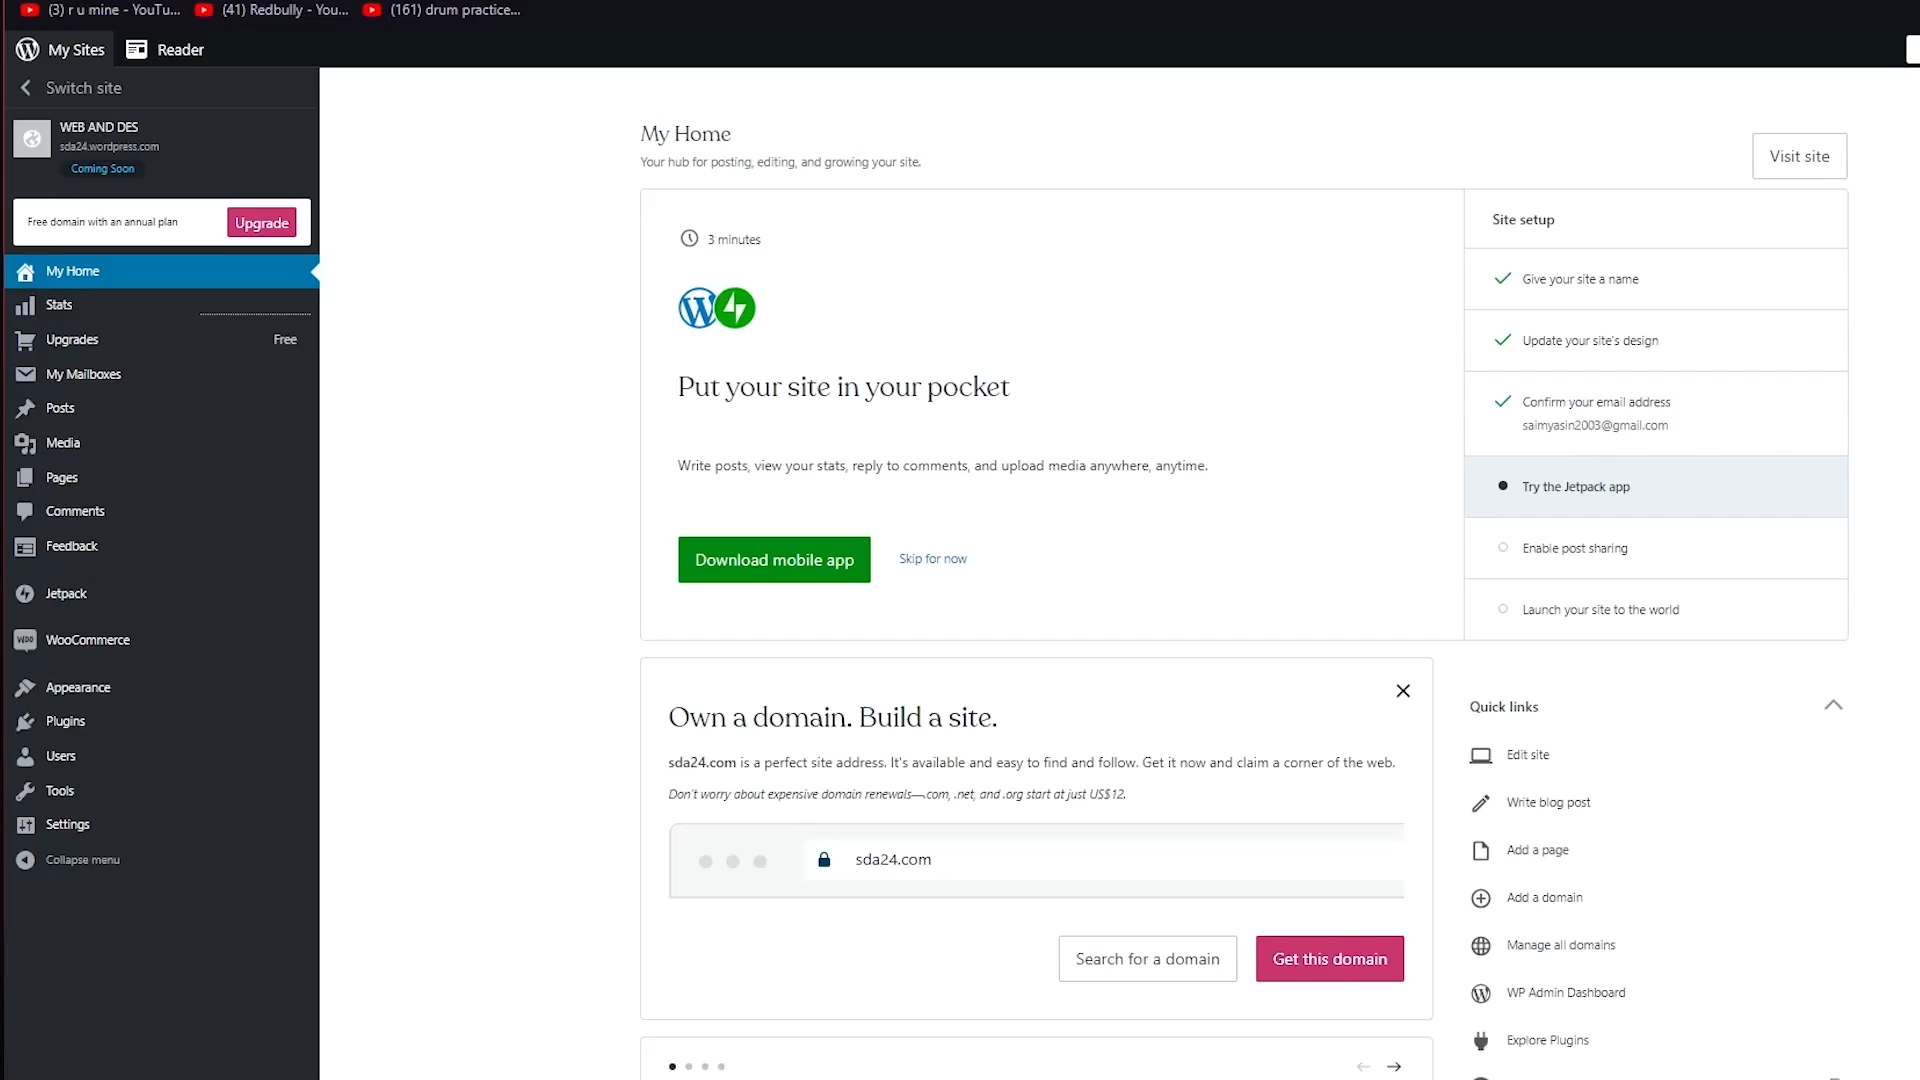 (3) r u mine - YouTu...
(41) Redbully - You...
(161) drum practice...
My Sites
Reader
Switch site
WEB AND DES
sda24.wordpress.com
Coming Soon
Free domain with an annual plan
Upgrade
My Home
Stats
Upgrades
Free
My Mailboxes
Posts
Media
Pages
Comments
Feedback
Jetpack
WooCommerce
Appearance
Plugins
Users
Tools
Settings
Collapse menu
My Home
Your hub for posting, editing, and growing your site.
Visit site
3 minutes
Put your site in your pocket
Write posts, view your stats, reply to comments, and upload media anywhere, anytime.
Download mobile app
Skip for now
Site setup
Give your site a name
Update your site's design
Confirm your email address
saimyasin2003@gmail.com
Try the Jetpack app
Enable post sharing
Launch your site to the world
Own a domain. Build a site.
sda24.com is a perfect site address. It's available and easy to find and follow. Get it now and claim a corner of the web.
Don't worry about expensive domain renewals—.com, .net, and .org start at just US$12.
sda24.com
Search for a domain
Get this domain
Quick links
Edit site
Write blog post
Add a page
Add a domain
Manage all domains
WP Admin Dashboard
Explore Plugins